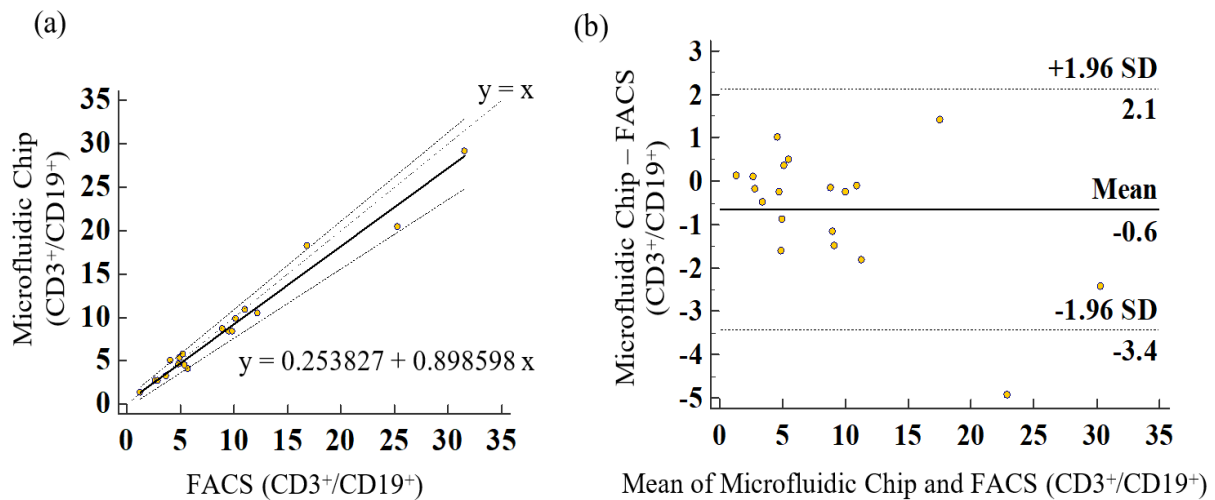 (a)
Microfluidic Chip
(CD3⁺/CD19⁺)
35
30
25
20
15
10
5
0
y = x
y = 0.253827 + 0.898598 x
0 5 10 15 20 25 30 35
FACS (CD3⁺/CD19⁺)
(b)
Microfluidic Chip – FACS
(CD3⁺/CD19⁺)
3
2
1
0
-1
-2
-3
-4
-5
+1.96 SD
2.1
Mean
-0.6
-1.96 SD
-3.4
0 5 10 15 20 25 30 35
Mean of Microfluidic Chip and FACS (CD3⁺/CD19⁺)